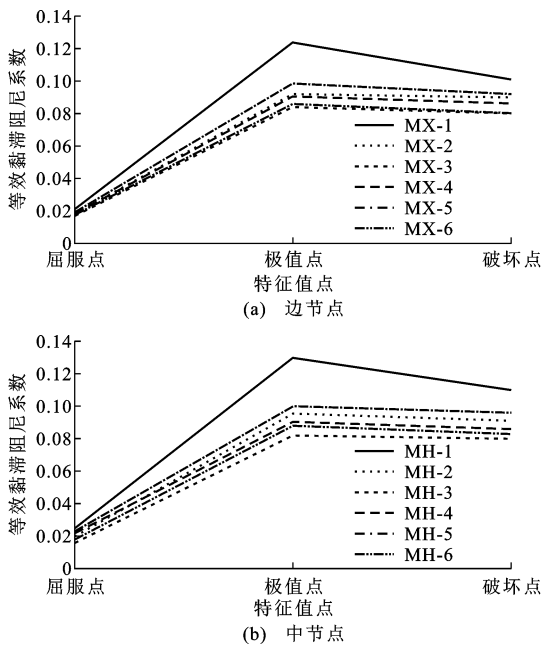 0.14
0.12
0.10
0.08
0.06
0.04
0.02
0
等效黏滞阻尼系数
MX-1
MX-2
MX-3
MX-4
MX-5
MX-6
屈服点 极值点 破坏点
特征值点
(a) 边节点
0.14
0.12
0.10
0.08
0.06
0.04
0.02
0
等效黏滞阻尼系数
MH-1
MH-2
MH-3
MH-4
MH-5
MH-6
屈服点 极值点 破坏点
特征值点
(b) 中节点